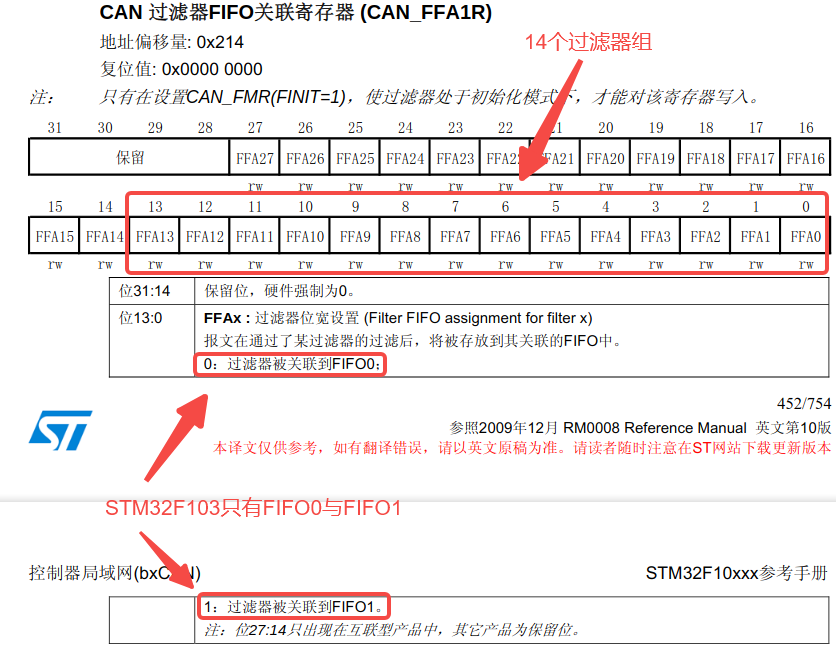 CAN 过滤器FIFO关联寄存器 (CAN_FFA1R)
地址偏移量: 0x214
14个过滤器组
复位值: 0x0000 0000
注： 只有在设置CAN_FMR(FINIT=1)，使过滤器处于初始化模式下，才能对该寄存器写入。
31 30 29 28 27 26 25 24 23 22 21 20 19 18 17 16
保留 FFA27 FFA26 FFA25 FFA24 FFA23 FFA22 FFA21 FFA20 FFA19 FFA18 FFA17 FFA16
rw rw rw rw rw rw rw rw rw rw rw rw
15 14 13 12 11 10 9 8 7 6 5 4 3 2 1 0
FFA15 FFA14 FFA13 FFA12 FFA11 FFA10 FFA9 FFA8 FFA7 FFA6 FFA5 FFA4 FFA3 FFA2 FFA1 FFA0
rw rw rw rw rw rw rw rw rw rw rw rw rw rw rw rw
位31:14 保留位，硬件强制为0。
位13:0 FFAx : 过滤器位宽设置 (Filter FIFO assignment for filter x)
报文在通过了某过滤器的过滤后，将被存放到其关联的FIFO中。
0：过滤器被关联到FIFO0；
452/754
ST
参照2009年12月 RM0008 Reference Manual 英文第10版
本译文仅供参考，如有翻译错误，请以英文原稿为准。请读者随时注意在ST网站下载更新版本
STM32F103只有FIFO0与FIFO1
控制器局域网(bxCAN) STM32F10xxx参考手册
1：过滤器被关联到FIFO1。
注：位27:14只出现在互联型产品中，其它产品为保留位。